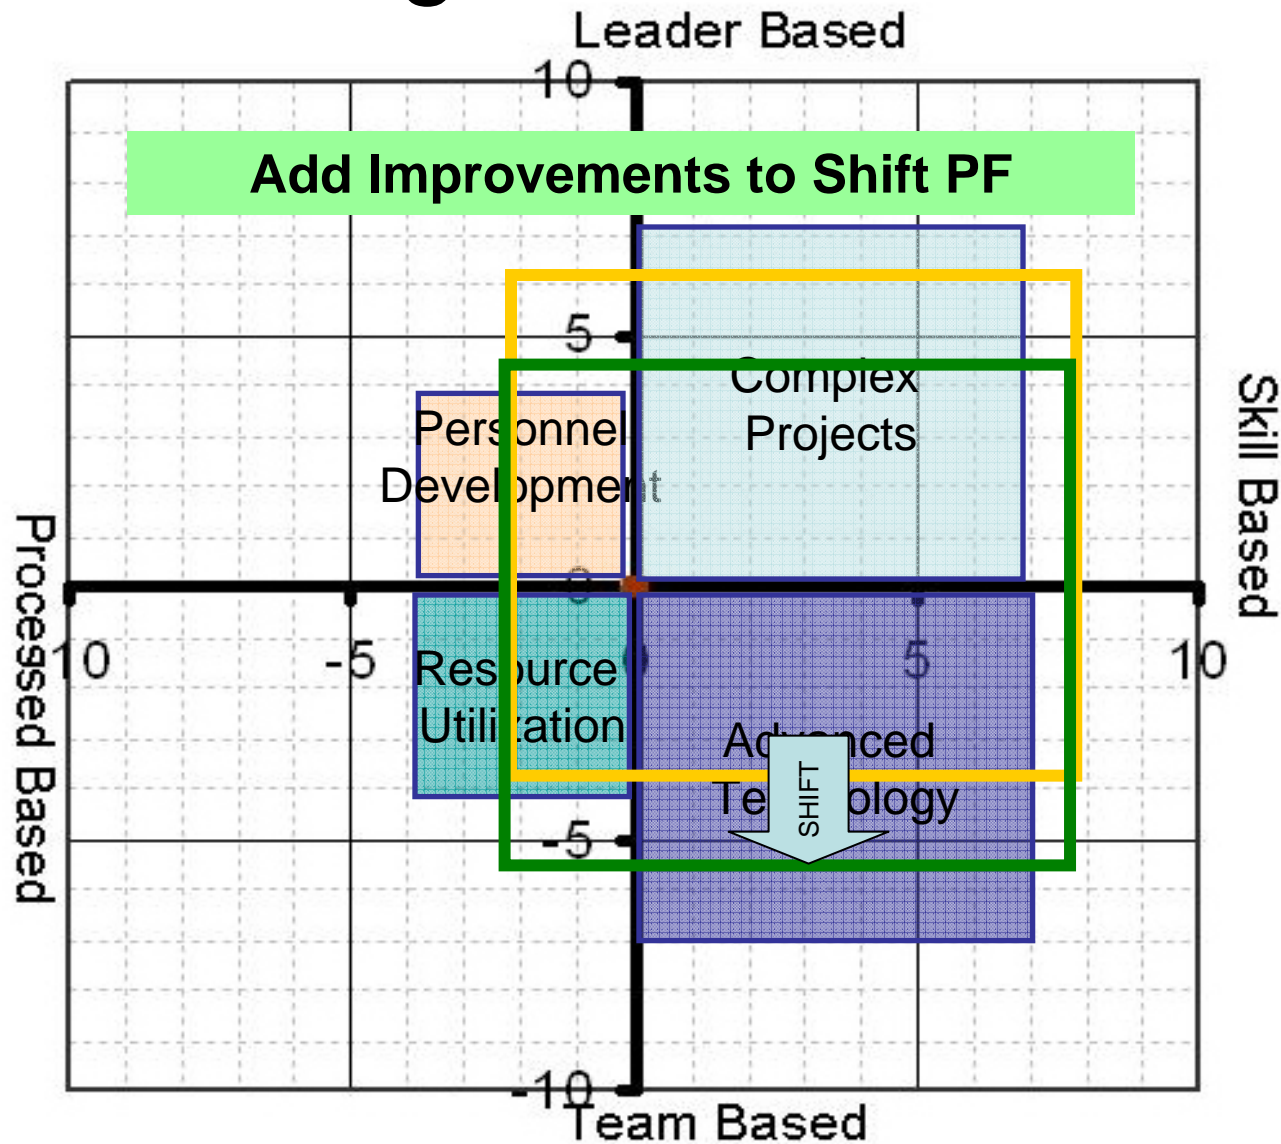 Leader Based
10
Add Improvements to Shift PF
5
Complex
Projects
Personnel
Development
Skill Based
Processed Based
0
10
-5
0
5
10
Resource
Utilization
Advanced
Technology
SHIFT
-5
-10
Team Based